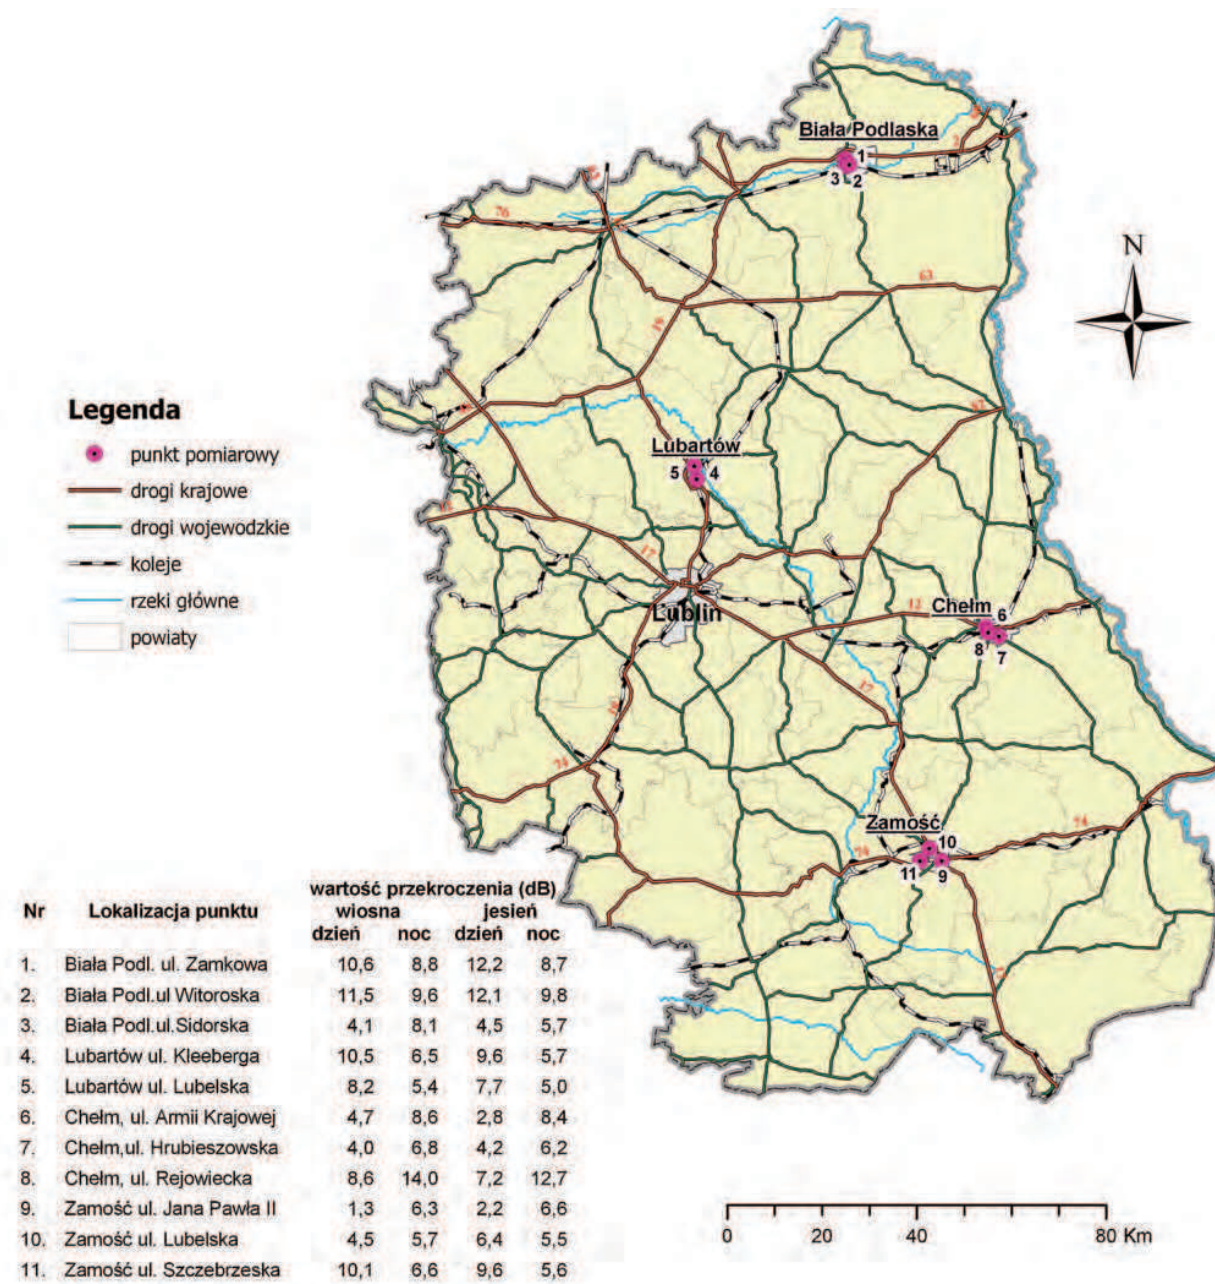 Biała Podlaska
1
3 2
76
63
19
N
Legenda
punkt pomiarowy
drogi krajowe
drogi wojewodzkie
koleje
rzeki główne
powiaty
Lubartów
5 4
17
Lublin
12
Chełm
6
8
7
17
74
Zamość
10
74
74
11 9
wartość przekroczenia (dB)
Nr Lokalizacja punktu wiosna jesień
dzień noc dzień noc
1. Biała Podl. ul. Zamkowa 10,6 8,8 12,2 8,7
2. Biała Podl.ul Witoroska 11,5 9,6 12,1 9,8
3. Biała Podl.ul.Sidorska 4,1 8,1 4,5 5,7
4. Lubartów ul. Kleeberga 10,5 6,5 9,6 5,7
5. Lubartów ul. Lubelska 8,2 5,4 7,7 5,0
6. Chełm, ul. Armii Krajowej 4,7 8,6 2,8 8,4
7. Chełm,ul. Hrubieszowska 4,0 6,8 4,2 6,2
8. Chełm, ul. Rejowiecka 8,6 14,0 7,2 12,7
9. Zamość ul. Jana Pawła II 1,3 6,3 2,2 6,6
10. Zamość ul. Lubelska 4,5 5,7 6,4 5,5
11. Zamość ul. Szczebrzeska 10,1 6,6 9,6 5,6
0 20 40 80 Km